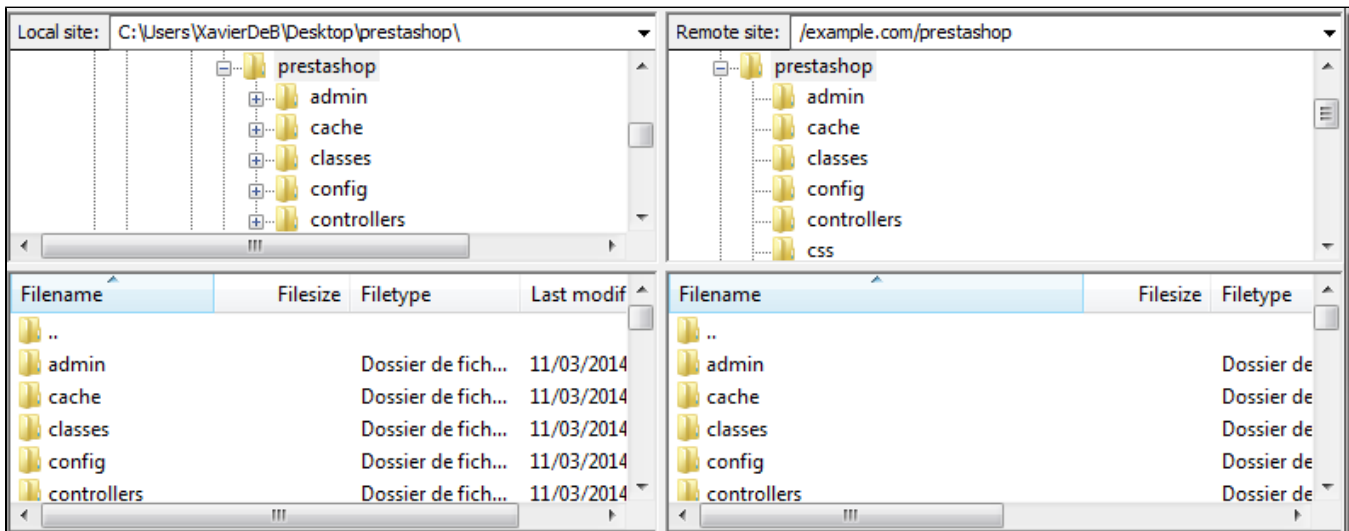 Local site: C:\Users\XavierDeB\Desktop\prestashop\
prestashop
admin
cache
classes
config
controllers
Remote site: /example.com/prestashop
prestashop
admin
cache
classes
config
controllers
css
Filename Filesize Filetype Last modif
..
admin Dossier de fich... 11/03/2014
cache Dossier de fich... 11/03/2014
classes Dossier de fich... 11/03/2014
config Dossier de fich... 11/03/2014
controllers Dossier de fich... 11/03/2014
Filename Filesize Filetype
..
admin Dossier de
cache Dossier de
classes Dossier de
config Dossier de
controllers Dossier de